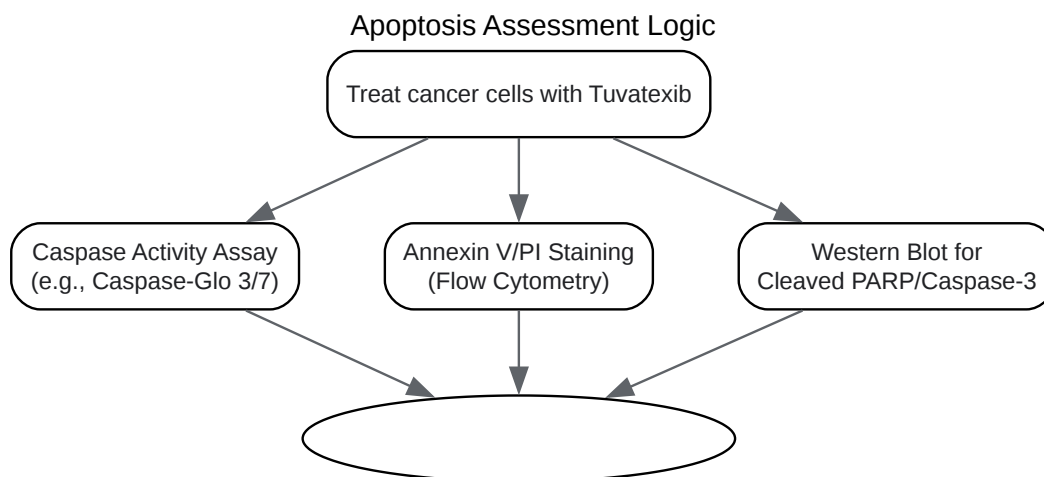 Apoptosis Assessment Logic
Treat cancer cells with Tuvatexib
Caspase Activity Assay
(e.g., Caspase-Glo 3/7)
Annexin V/PI Staining
(Flow Cytometry)
Western Blot for
Cleaved PARP/Caspase-3